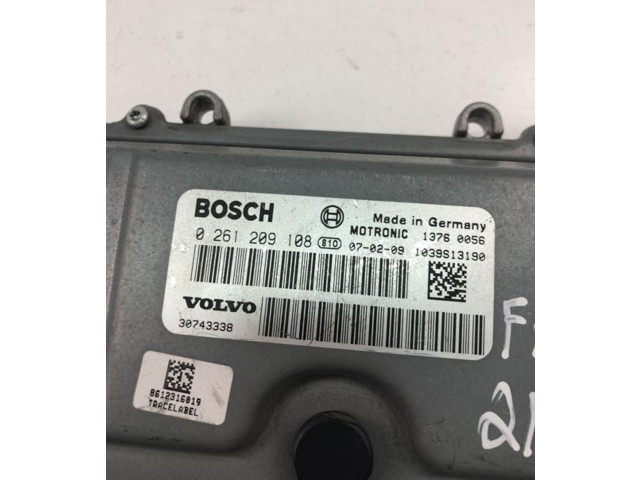 BOSCH
Made in Germany
MOTRONIC 1376 0056
0 261 209 108 810 07-02-09 1039S13190
VOLVO
30743338
8612316019
TRACELABEL